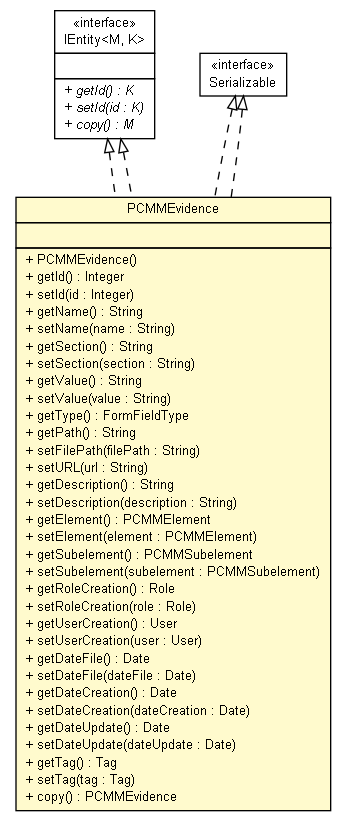 «interface»
IEntity<M, K>
+ getId() : K
+ setId(id : K)
+ copy() : M
«interface»
Serializable
PCMMEvidence
+ PCMMEvidence()
+ getId() : Integer
+ setId(id : Integer)
+ getName() : String
+ setName(name : String)
+ getSection() : String
+ setSection(section : String)
+ getValue() : String
+ setValue(value : String)
+ getType() : FormFieldType
+ getPath() : String
+ setFilePath(filePath : String)
+ setURL(url : String)
+ getDescription() : String
+ setDescription(description : String)
+ getElement() : PCMMElement
+ setElement(element : PCMMElement)
+ getSubelement() : PCMMSubelement
+ setSubelement(subelement : PCMMSubelement)
+ getRoleCreation() : Role
+ setRoleCreation(role : Role)
+ getUserCreation() : User
+ setUserCreation(user : User)
+ getDateFile() : Date
+ setDateFile(dateFile : Date)
+ getDateCreation() : Date
+ setDateCreation(dateCreation : Date)
+ getDateUpdate() : Date
+ setDateUpdate(dateUpdate : Date)
+ getTag() : Tag
+ setTag(tag : Tag)
+ copy() : PCMMEvidence